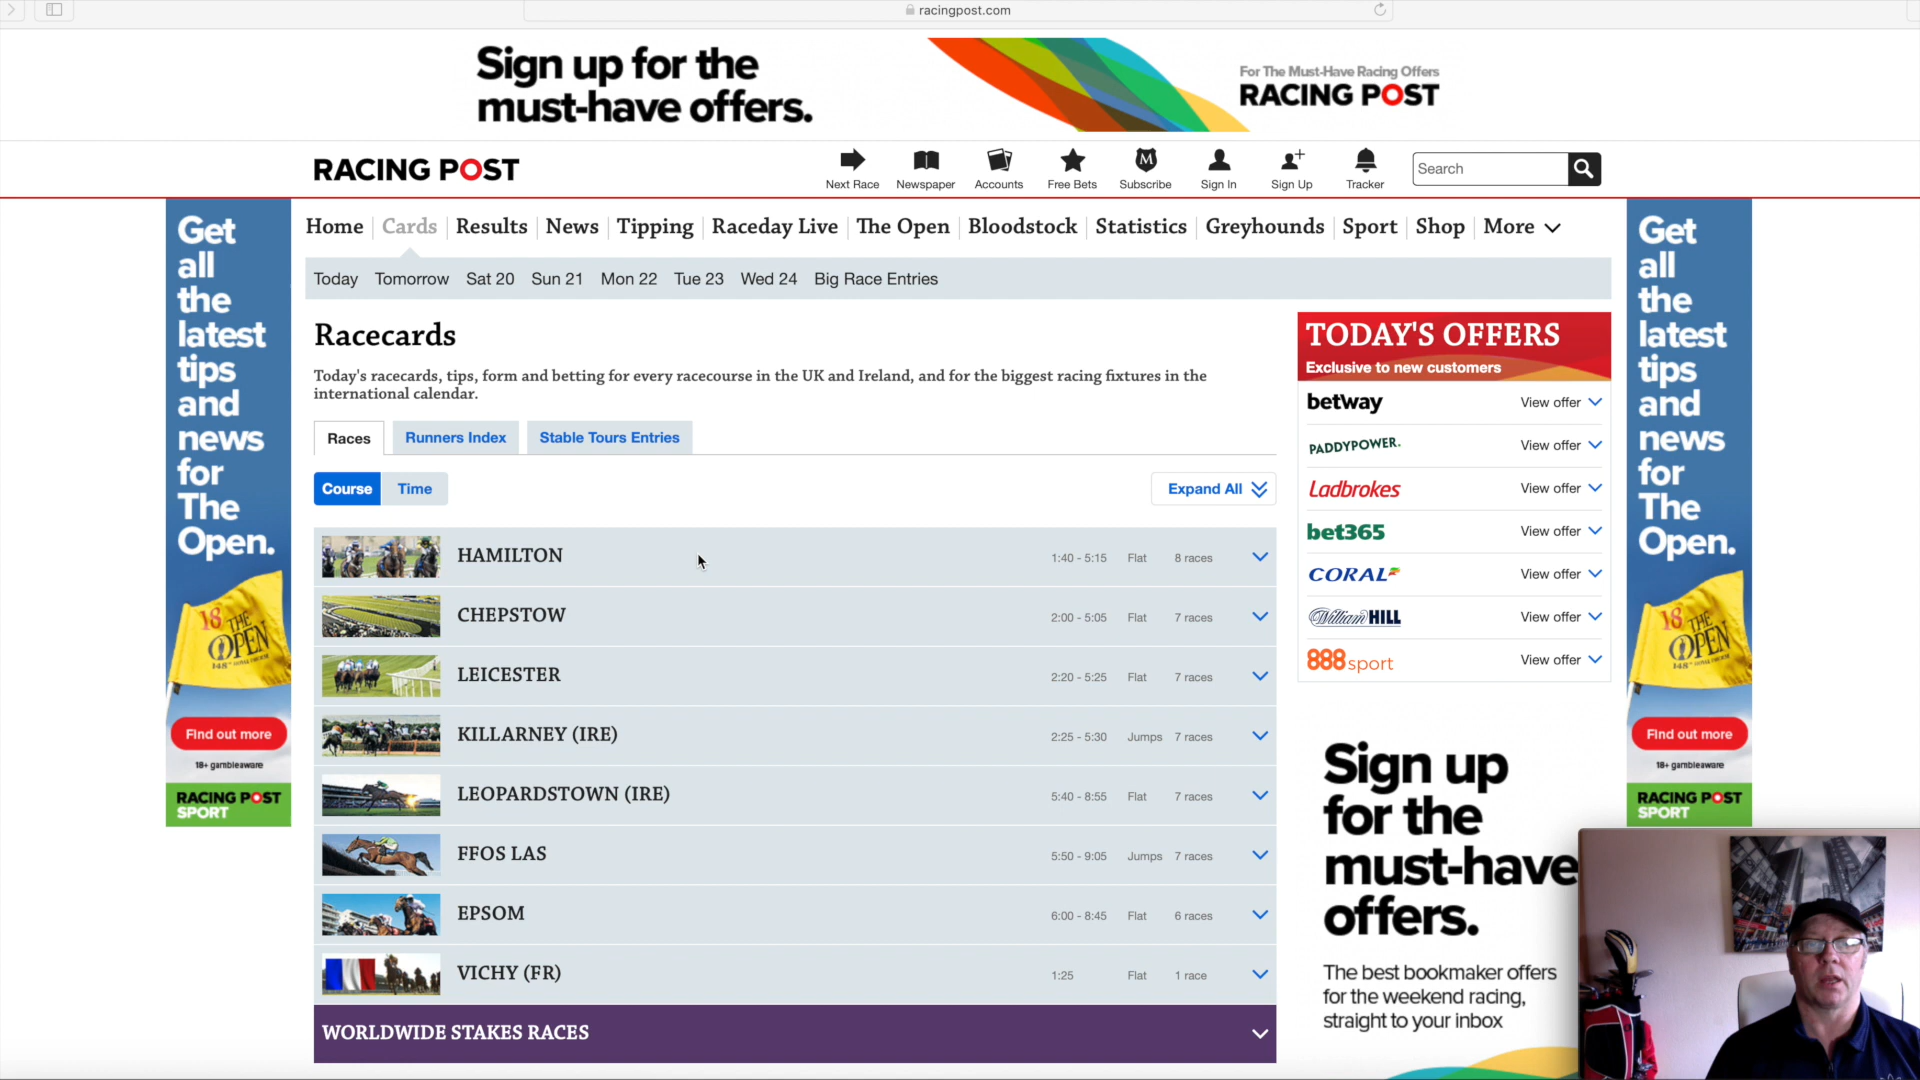 racingpost.com
Sign up for the
must-have offers.
For The Must-Have Racing Offers
RACING POST
RACING POST
Next Race
Newspaper
Accounts
Free Bets
Subscribe
Sign In
Sign Up
Tracker
Search
Home
Cards
Results
News
Tipping
Raceday Live
The Open
Bloodstock
Statistics
Greyhounds
Sport
Shop
More
Today
Tomorrow
Sat 20
Sun 21
Mon 22
Tue 23
Wed 24
Big Race Entries
Get
all
the
latest
tips
and
news
for
The
Open.
18 THE
OPEN
148
Find out more
18+ gambleaware
RACING POST
SPORT
Racecards
Today's racecards, tips, form and betting for every racecourse in the UK and Ireland, and for the biggest racing fixtures in the
international calendar.
Races
Runners Index
Stable Tours Entries
Course
Time
Expand All
HAMILTON 1:40 - 5:15 Flat 8 races
CHEPSTOW 2:00 - 5:05 Flat 7 races
LEICESTER 2:20 - 5:25 Flat 7 races
KILLARNEY (IRE) 2:25 - 5:30 Jumps 7 races
LEOPARDSTOWN (IRE) 5:40 - 8:55 Flat 7 races
FFOS LAS 5:50 - 9:05 Jumps 7 races
EPSOM 6:00 - 8:45 Flat 6 races
VICHY (FR) 1:25 Flat 1 race
WORLDWIDE STAKES RACES
TODAY'S OFFERS
Exclusive to new customers
betway View offer
PADDYPOWER. View offer
Ladbrokes View offer
bet365 View offer
CORAL View offer
William HILL View offer
888sport View offer
Sign up
for the
must-have
offers.
The best bookmaker offers
for the weekend racing,
straight to your inbox
Get
all
the
latest
tips
and
news
for
The
Open.
18 THE
OPEN
148
Find out more
18+ gambleaware
RACING POST
SPORT